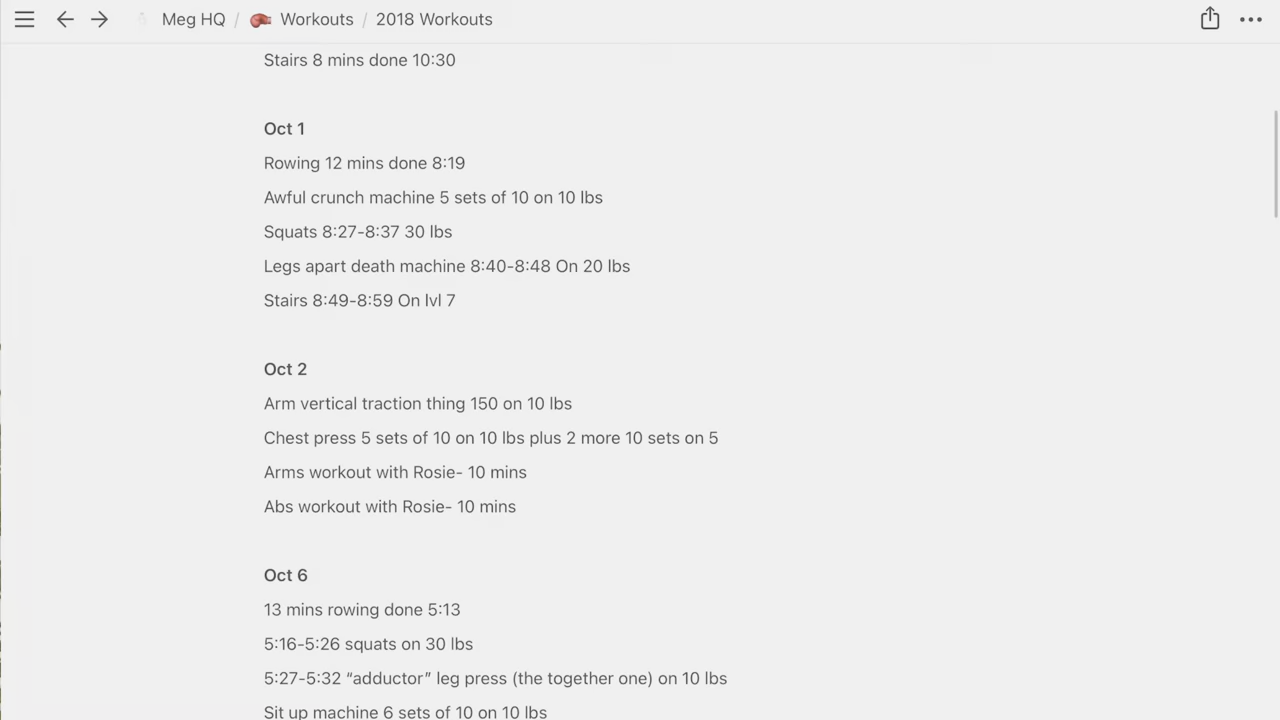 Meg HQ / Workouts / 2018 Workouts
Stairs 8 mins done 10:30
Oct 1
Rowing 12 mins done 8:19
Awful crunch machine 5 sets of 10 on 10 lbs
Squats 8:27-8:37 30 lbs
Legs apart death machine 8:40-8:48 On 20 lbs
Stairs 8:49-8:59 On lvl 7
Oct 2
Arm vertical traction thing 150 on 10 lbs
Chest press 5 sets of 10 on 10 lbs plus 2 more 10 sets on 5
Arms workout with Rosie- 10 mins
Abs workout with Rosie- 10 mins
Oct 6
13 mins rowing done 5:13
5:16-5:26 squats on 30 lbs
5:27-5:32 “adductor” leg press (the together one) on 10 lbs
Sit up machine 6 sets of 10 on 10 lbs